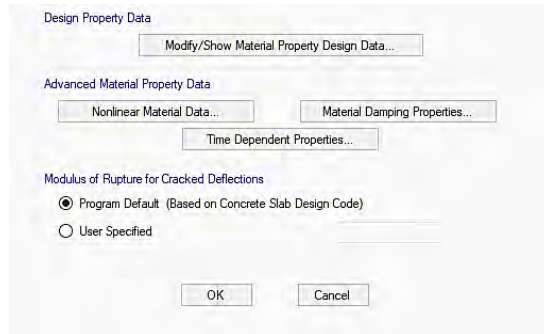 Design Property Data
Modify/Show Material Property Design Data...
Advanced Material Property Data
Nonlinear Material Data...
Material Damping Properties...
Time Dependent Properties...
Modulus of Rupture for Cracked Deflections
Program Default (Based on Concrete Slab Design Code)
User Specified
OK
Cancel